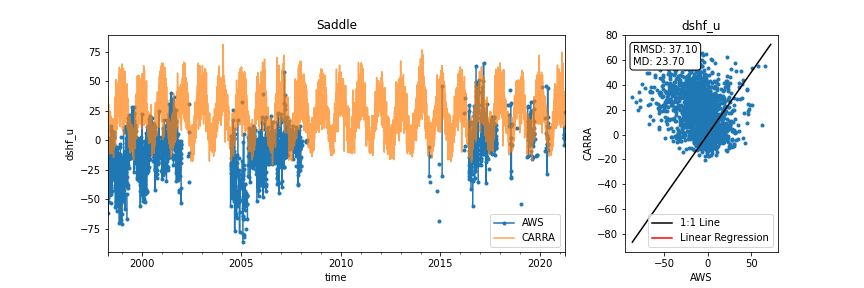 Saddle
dshf_u
75
50
25
0
−25
−50
−75
dshf_u
2000
2005
2010
2015
2020
time
AWS
CARRA
80
60
40
20
0
−20
−40
−60
−80
CARRA
RMSD: 37.10
MD: 23.70
1:1 Line
Linear Regression
−50
0
50
AWS